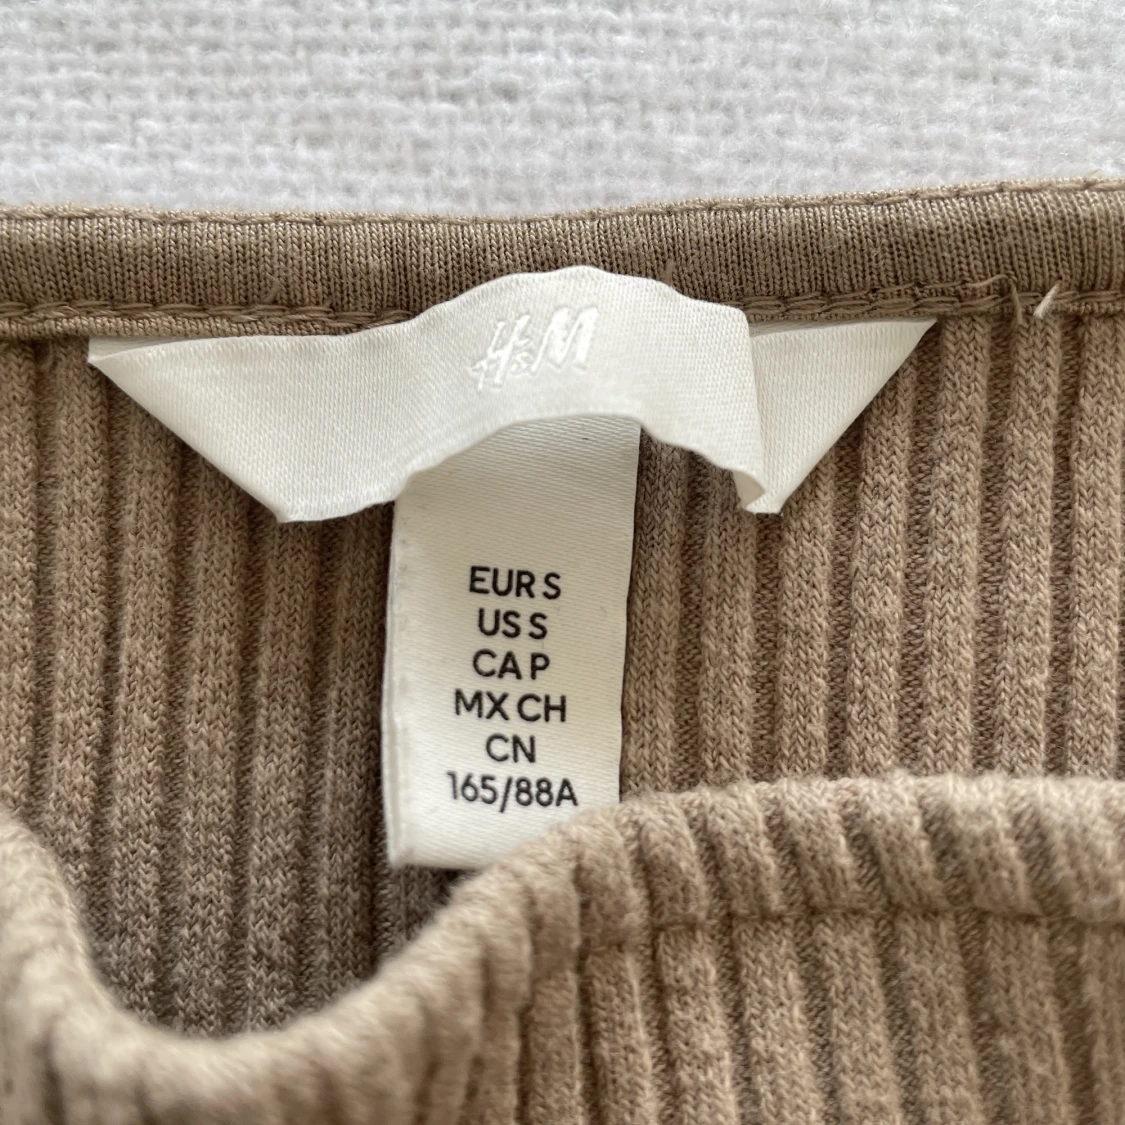 H&M
EUR S
US S
CA P
MX CH
CN
165/88A